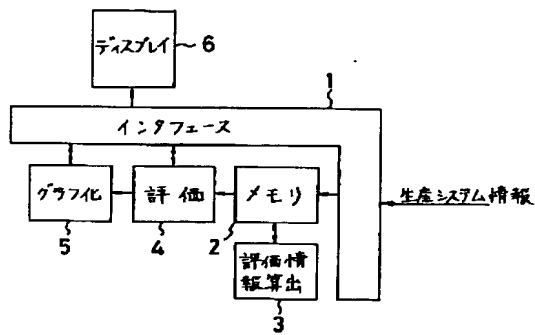 ディスプレイ
6
1
インタフェース
グラフ化
評価
メモリ
生産システム情報
5
4
2
評価情
報算出
3